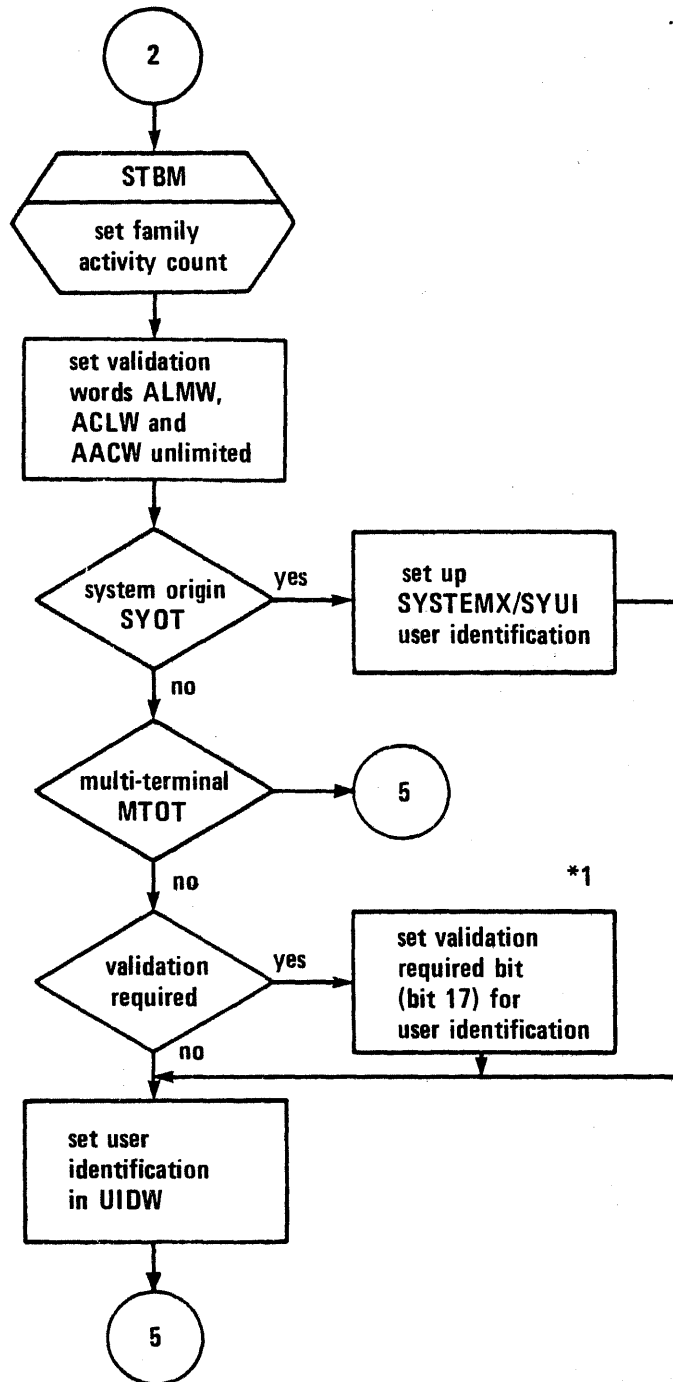 2
STBM
set family
activity count
set validation
words ALMW,
ACLW and
AACW unlimited
system origin
SYOT
yes
set up
SYSTEMX/SYUI
user identification
no
multi-terminal
MTOT
5
no
*1
validation
required
yes
set validation
required bit
(bit 17) for
user identification
no
set user
identification
in UIDW
5